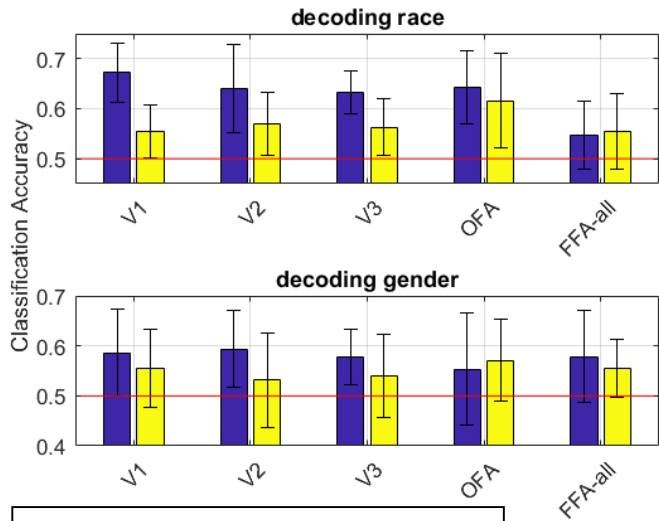 decoding race
Classification Accuracy
0.7
0.6
0.5
V1
V2
V3
OFA
FFA-all
decoding gender
0.7
0.6
0.5
0.4
V1
V2
V3
OFA
FFA-all